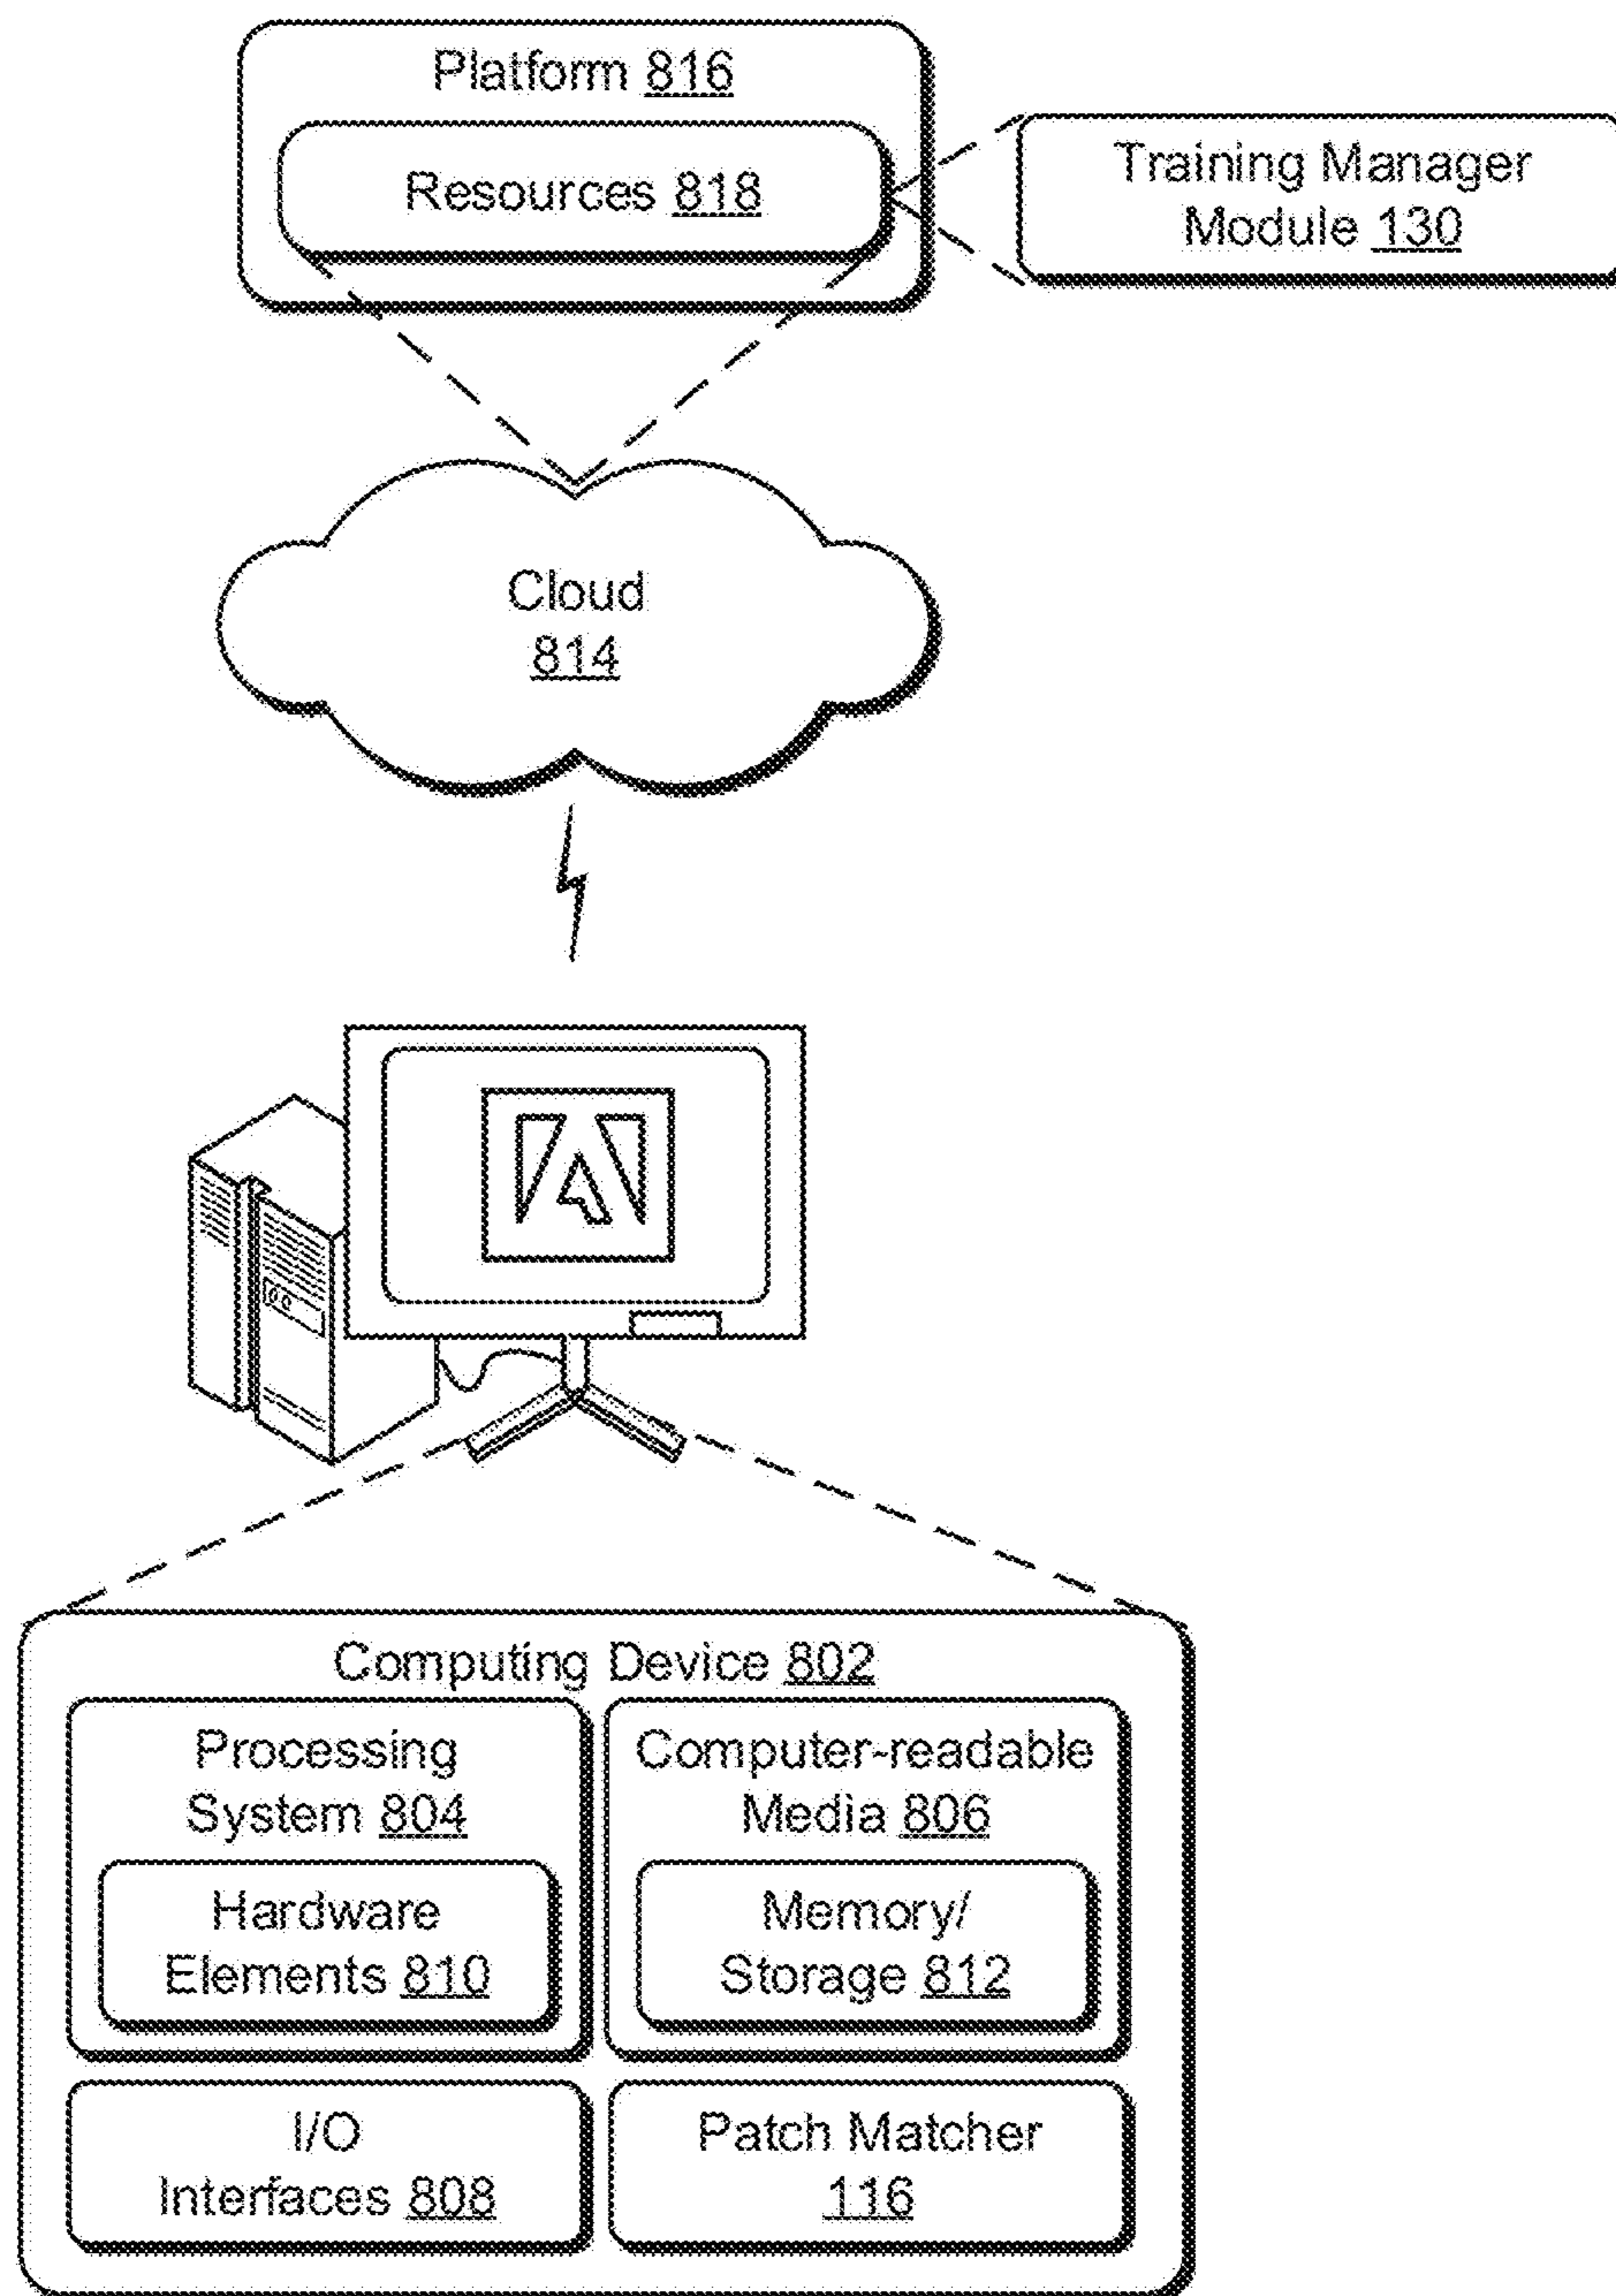 Platform 816
Resources 818
Training Manager
Module 130
Cloud
814
Computing Device 802
Processing
System 804
Hardware
Elements 810
Computer-readable
Media 806
Memory/
Storage 812
I/O
Interfaces 808
Patch Matcher
116